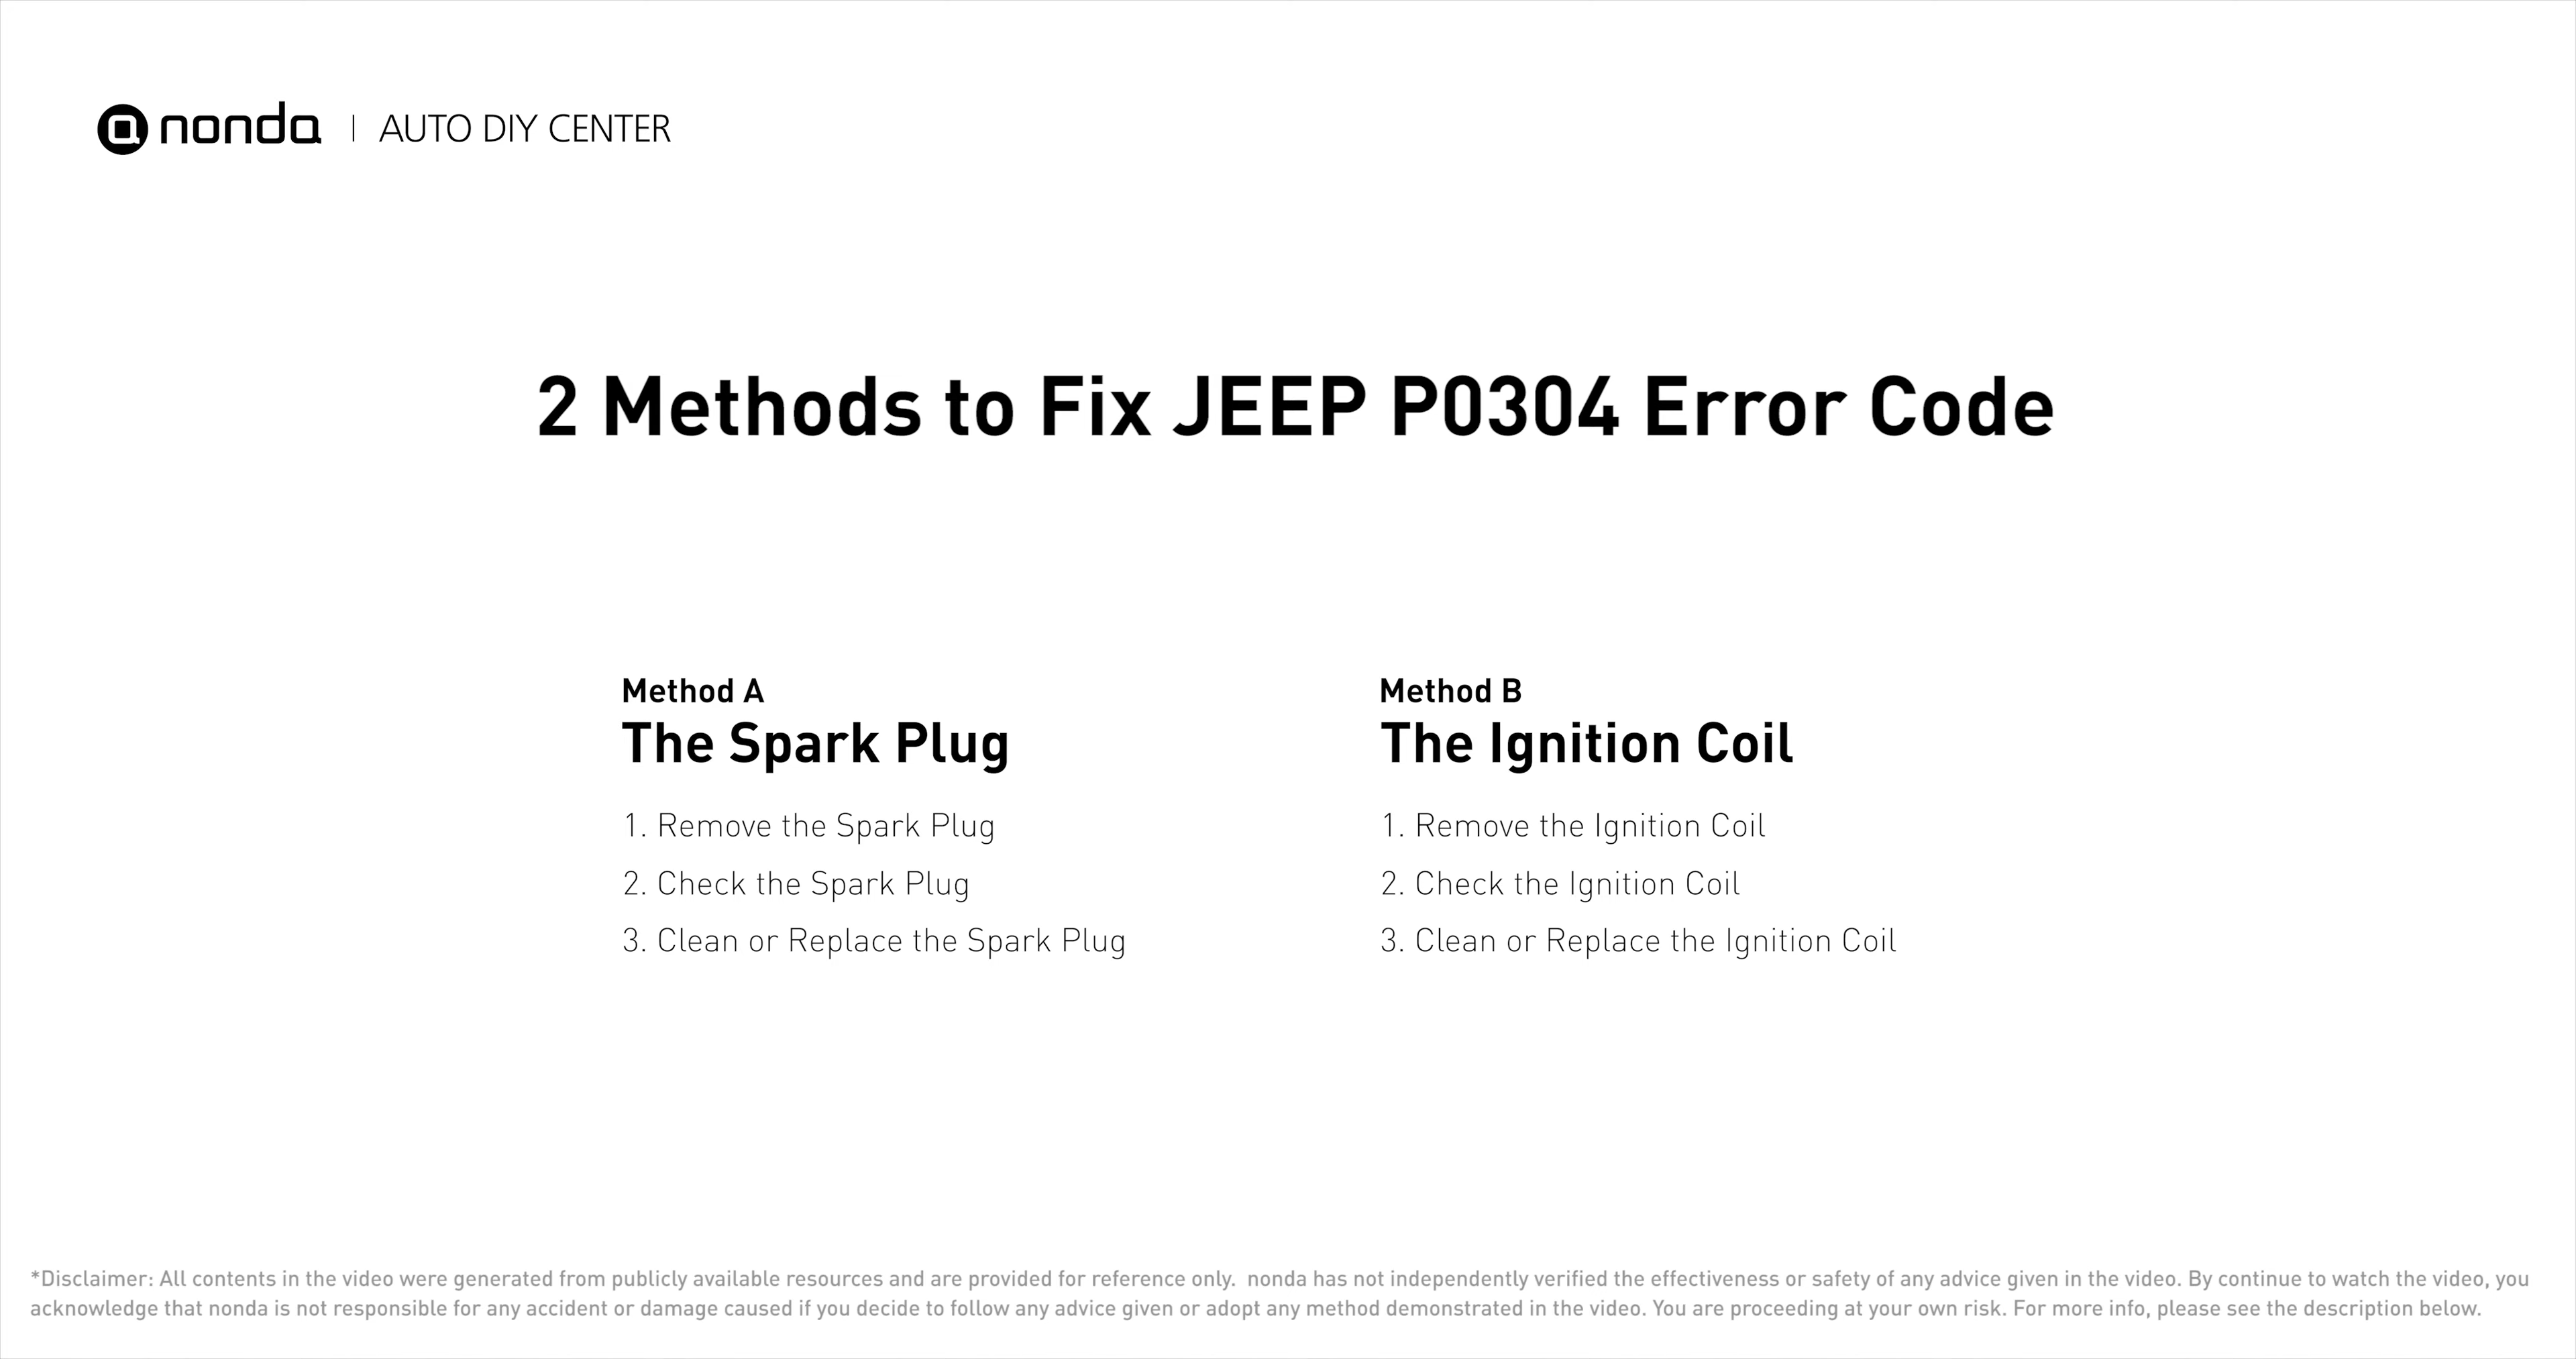 nonda | AUTO DIY CENTER
2 Methods to Fix JEEP P0304 Error Code
Method A
The Spark Plug
1. Remove the Spark Plug
2. Check the Spark Plug
3. Clean or Replace the Spark Plug
Method B
The Ignition Coil
1. Remove the Ignition Coil
2. Check the Ignition Coil
3. Clean or Replace the Ignition Coil
*Disclaimer: All contents in the video were generated from publicly available resources and are provided for reference only. nonda has not independently verified the effectiveness or safety of any advice given in the video. By continue to watch the video, you
acknowledge that nonda is not responsible for any accident or damage caused if you decide to follow any advice given or adopt any method demonstrated in the video. You are proceeding at your own risk. For more info, please see the description below.